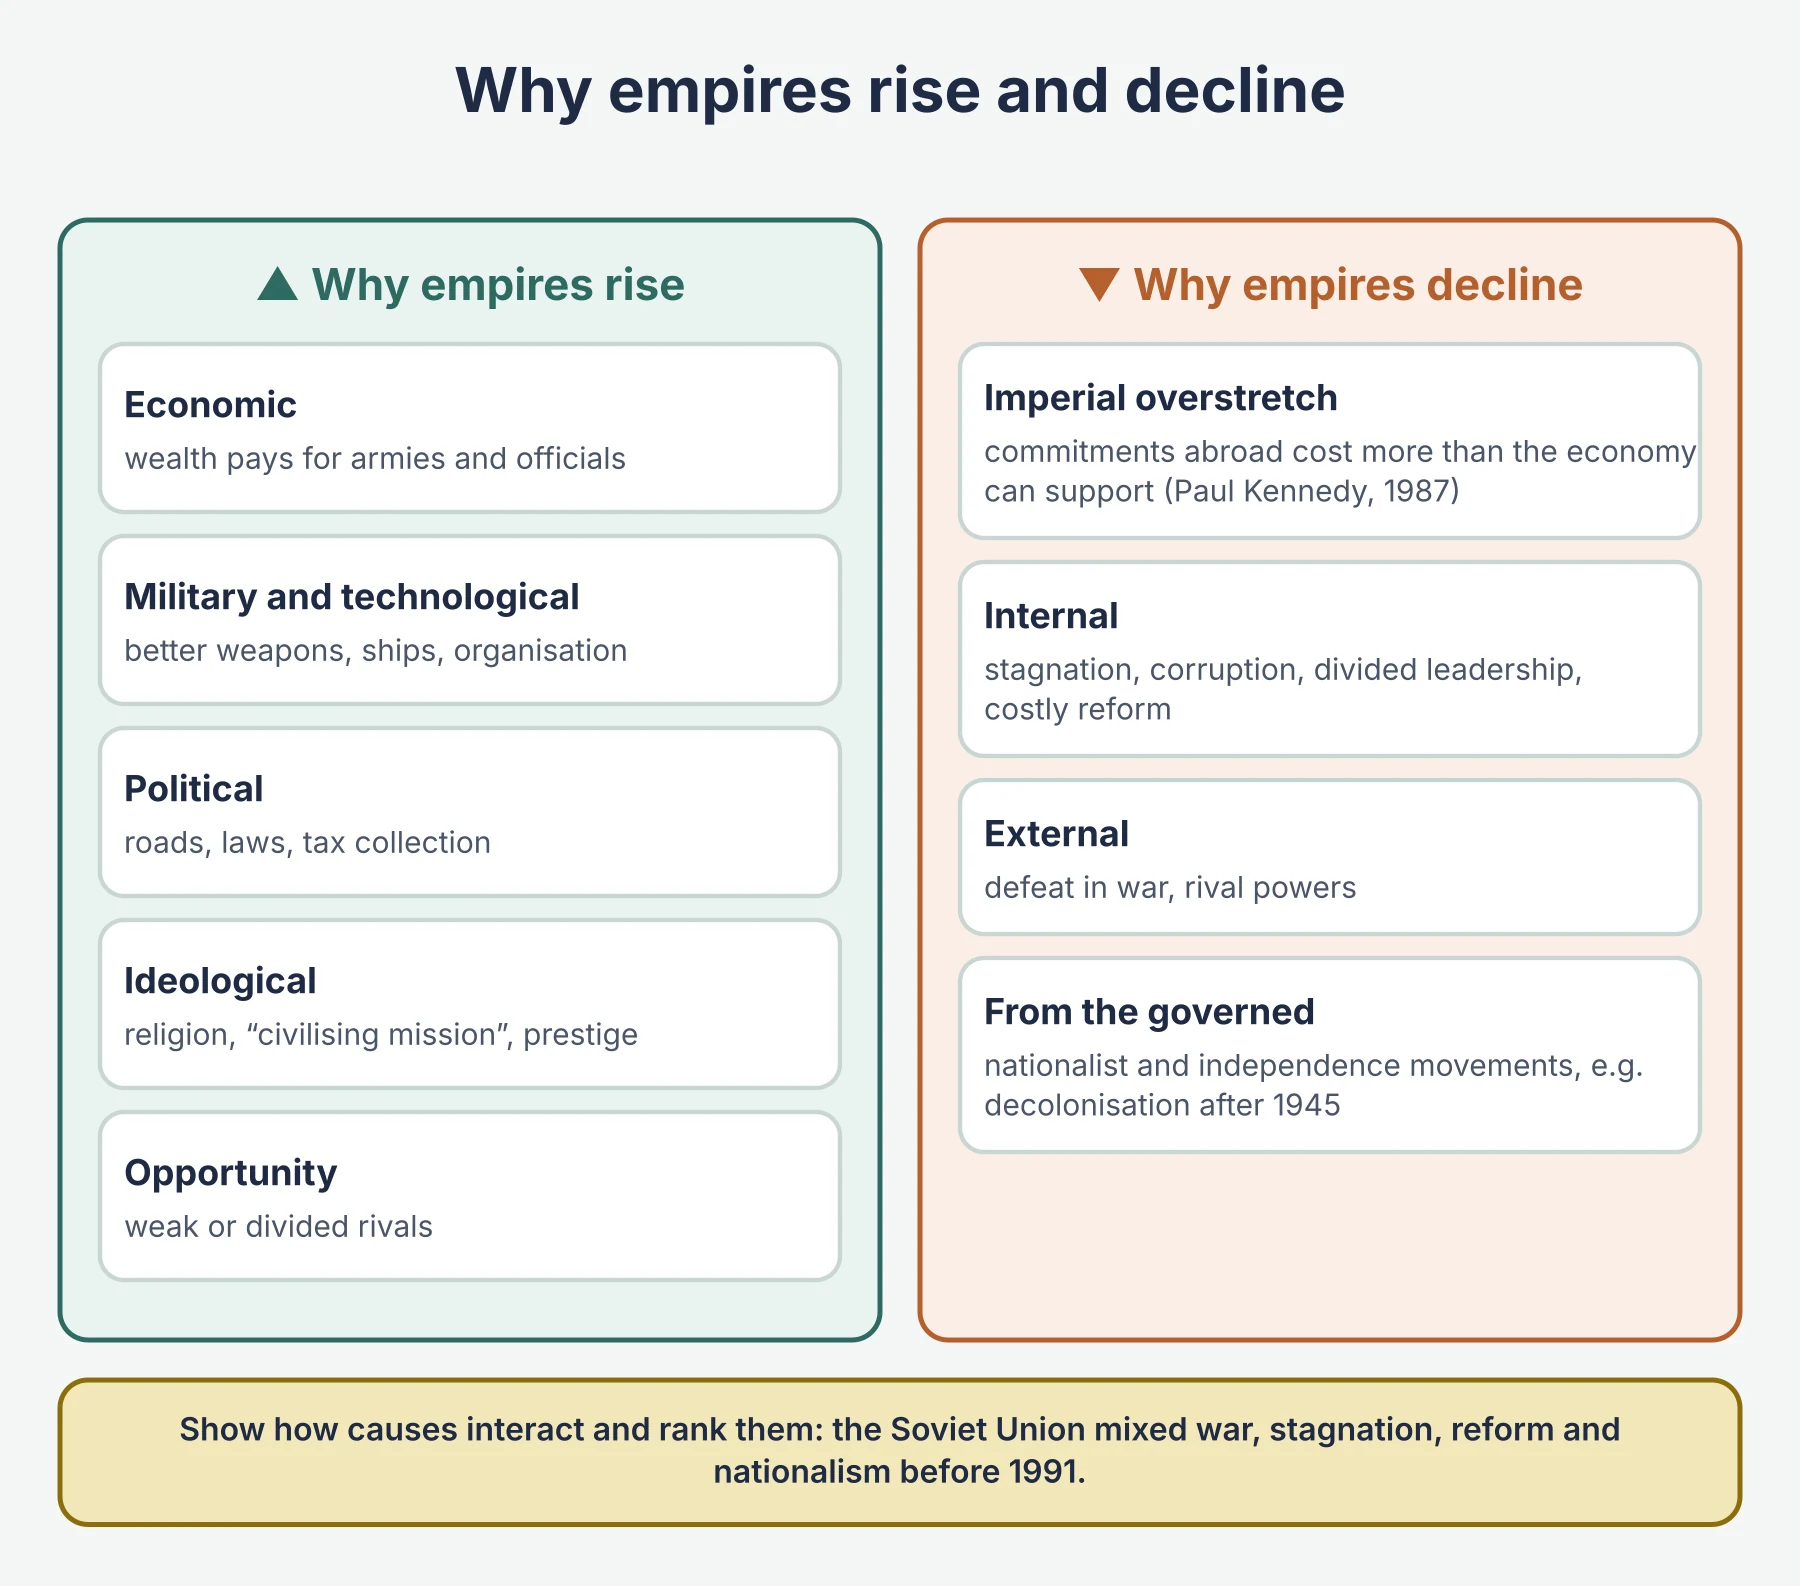 Why empires rise and decline
▲ Why empires rise
Economic
wealth pays for armies and officials
Military and technological
better weapons, ships, organisation
Political
roads, laws, tax collection
Ideological
religion, “civilising mission”, prestige
Opportunity
weak or divided rivals
▼ Why empires decline
Imperial overstretch
commitments abroad cost more than the economy
can support (Paul Kennedy, 1987)
Internal
stagnation, corruption, divided leadership,
costly reform
External
defeat in war, rival powers
From the governed
nationalist and independence movements, e.g.
decolonisation after 1945
Show how causes interact and rank them: the Soviet Union mixed war, stagnation, reform and
nationalism before 1991.